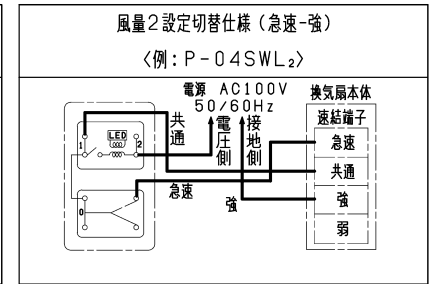 風量2設定切替仕様(急速-強)
〈例:P-04SWL₂〉
電源 AC100V
50/60Hz
換気扇本体
速結端子
共通
電圧側
接地側
LED
1
2
0
急速
強
急速
共通
強
弱